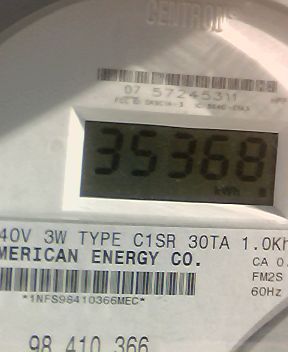 CENTRON
07 57245311
35368
kWh
40V 3W TYPE C1SR 30TA 1.0Kh
MERICAN ENERGY CO.
CA 0.
FM2S
60Hz
*1NFS98410366MEC*
98 410 366